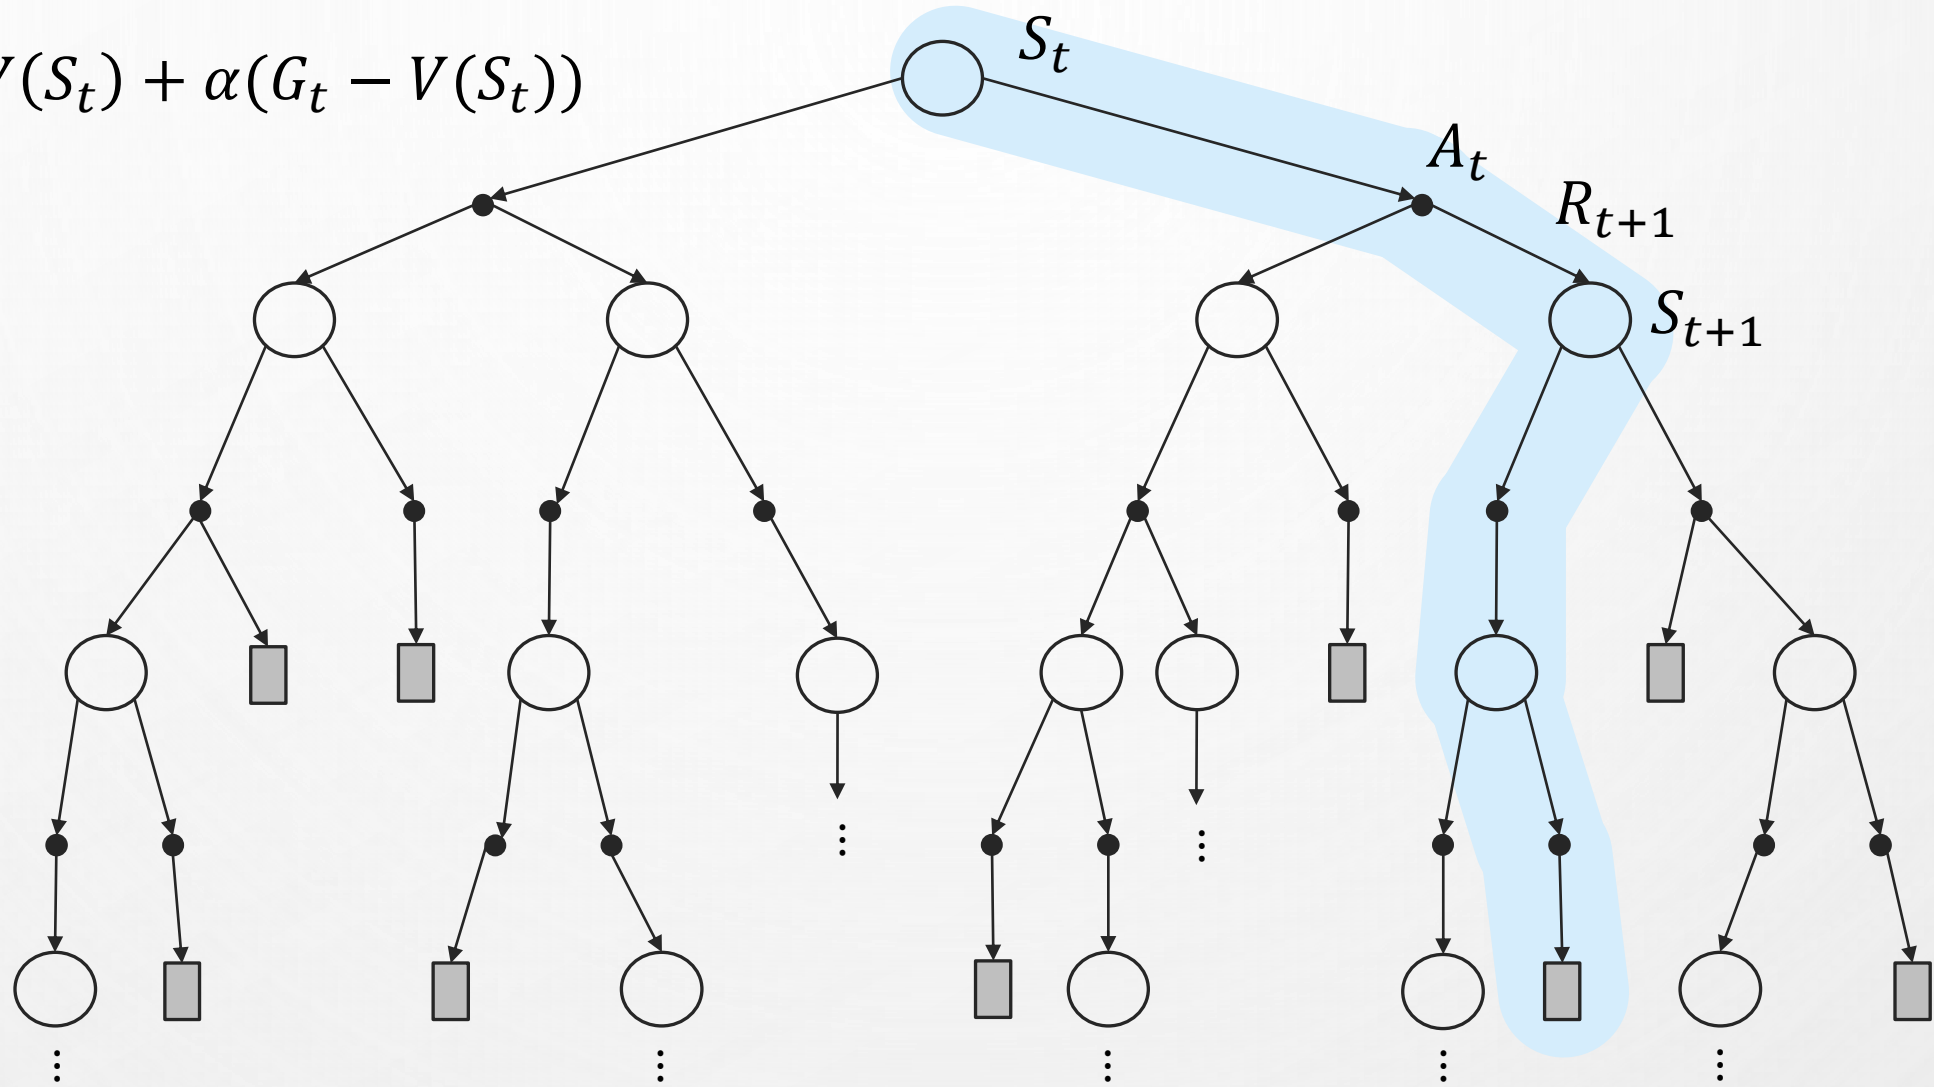 V(S_t) + α(G_t − V(S_t))
S_t
A_t
R_{t+1}
S_{t+1}